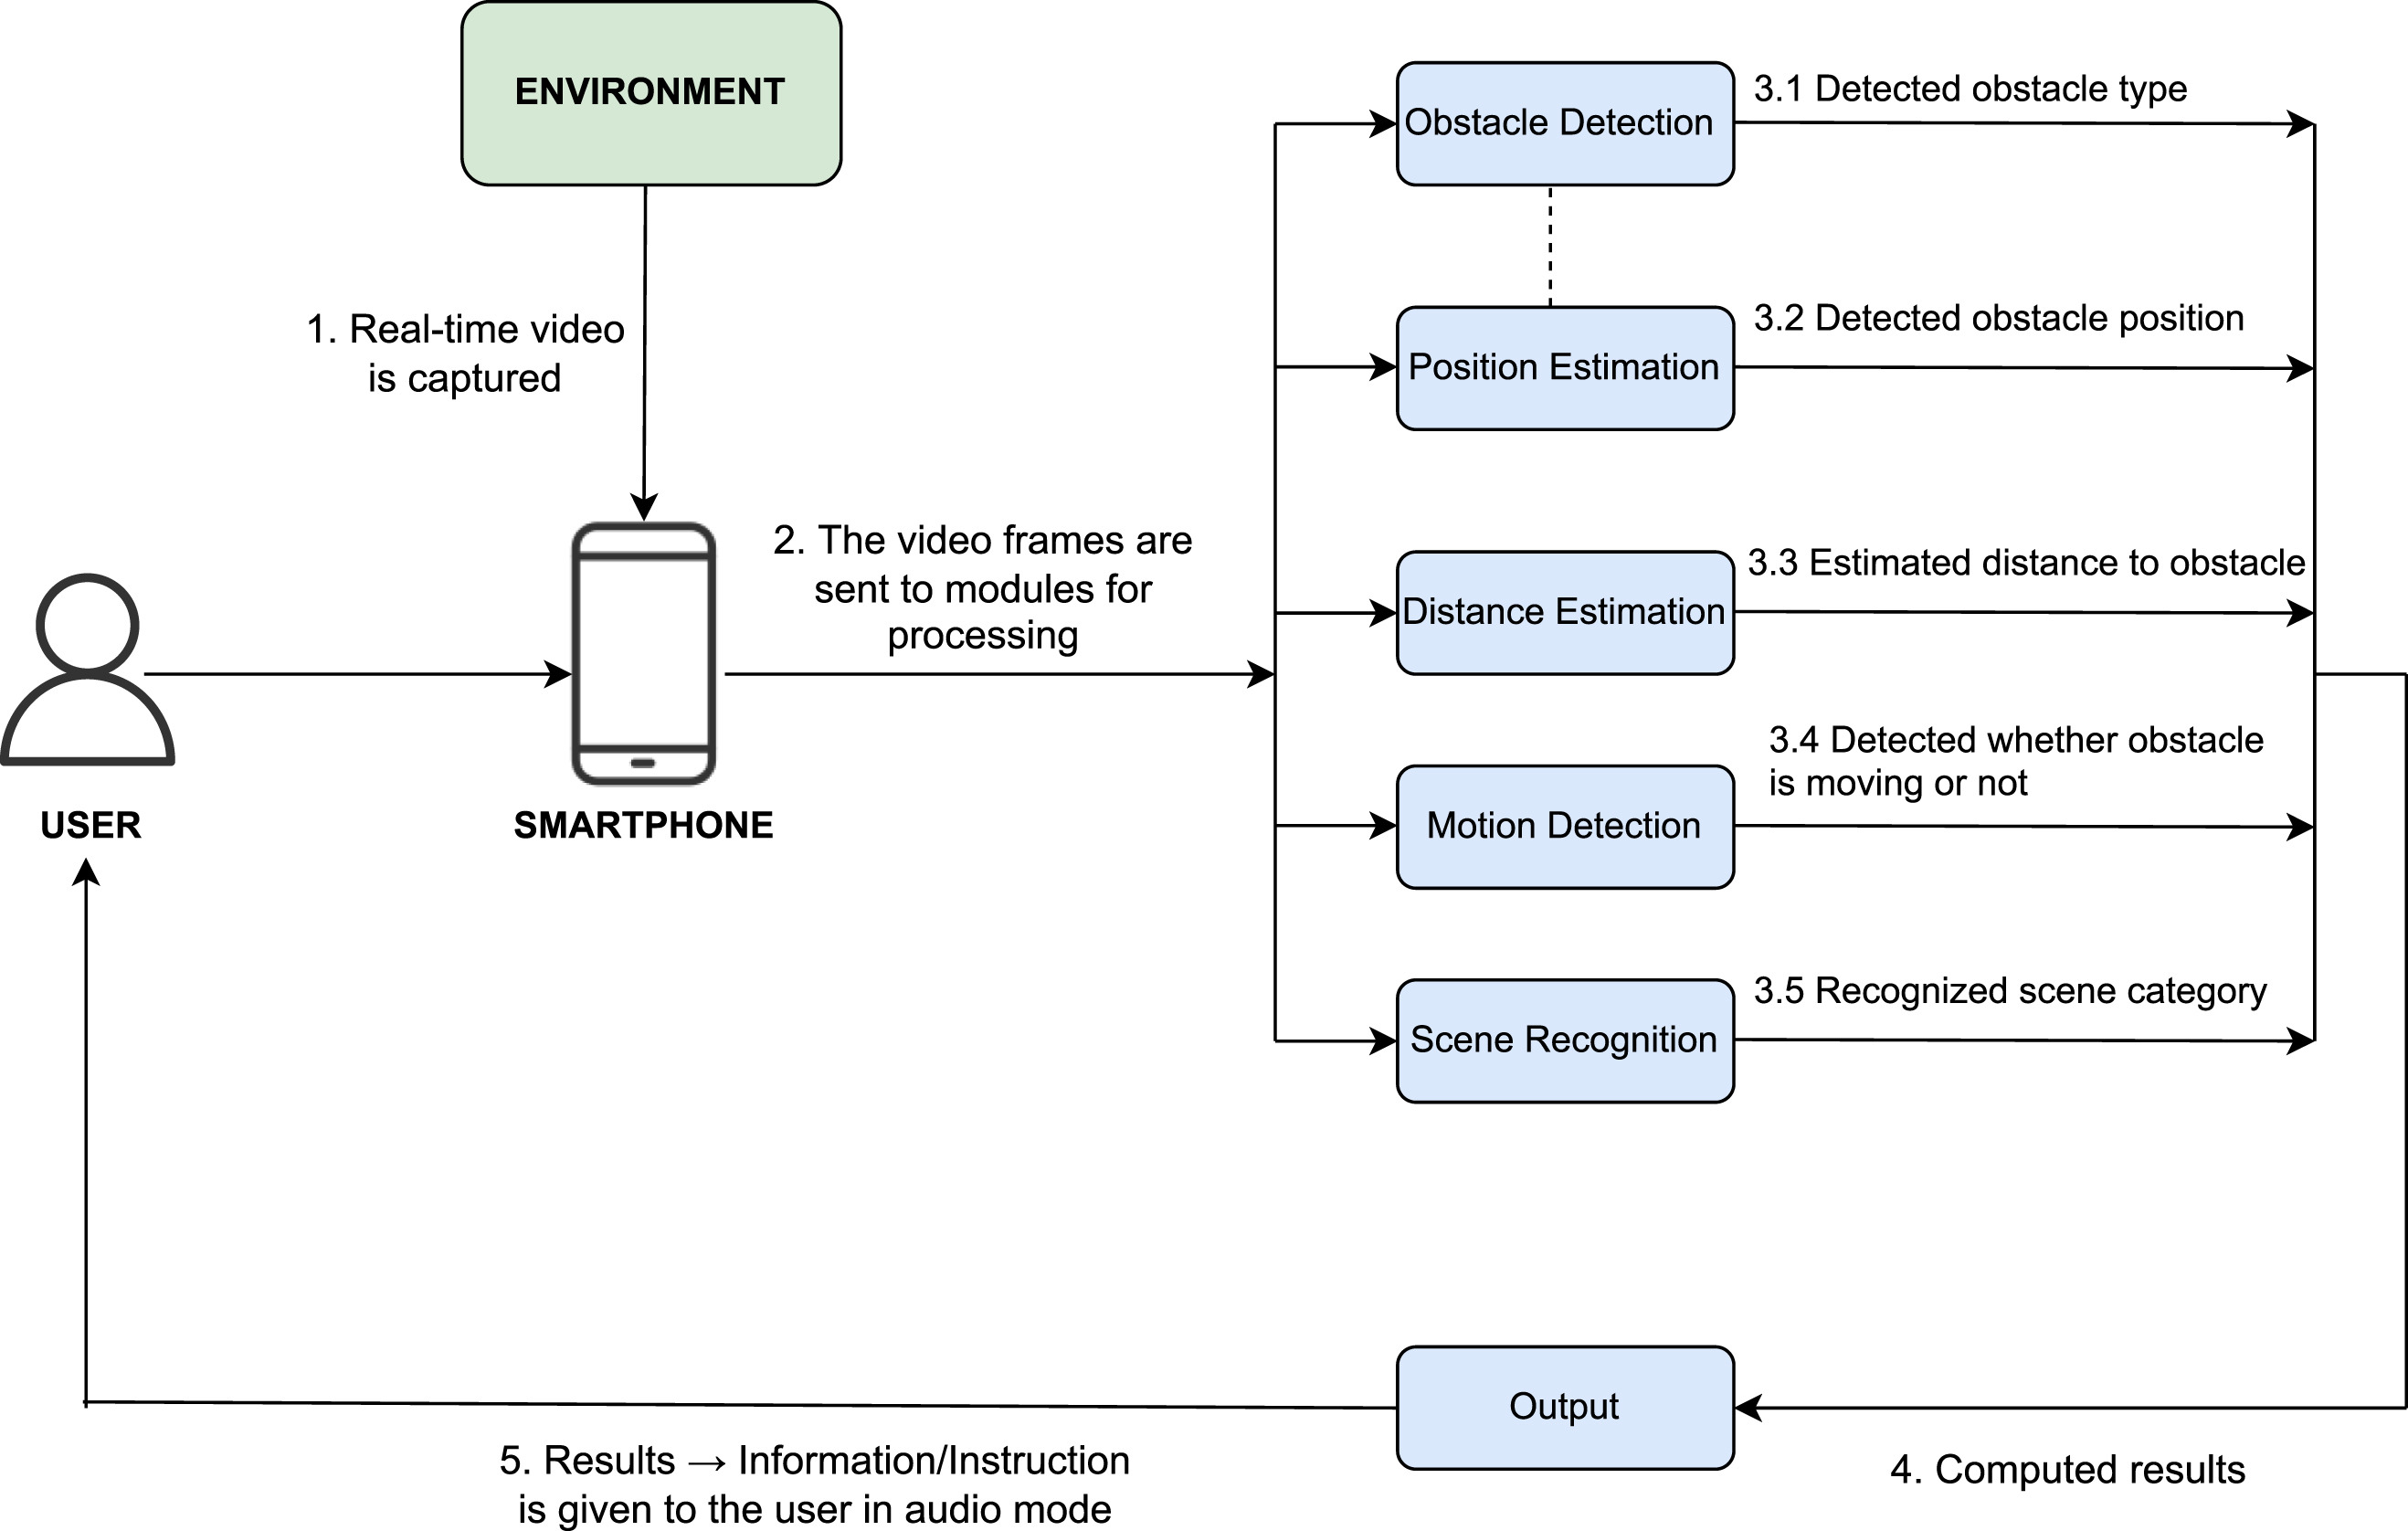 ENVIRONMENT
1. Real-time video
is captured
USER
SMARTPHONE
2. The video frames are
sent to modules for
processing
Obstacle Detection
3.1 Detected obstacle type
Position Estimation
3.2 Detected obstacle position
Distance Estimation
3.3 Estimated distance to obstacle
Motion Detection
3.4 Detected whether obstacle
is moving or not
Scene Recognition
3.5 Recognized scene category
Output
4. Computed results
5. Results → Information/Instruction
is given to the user in audio mode